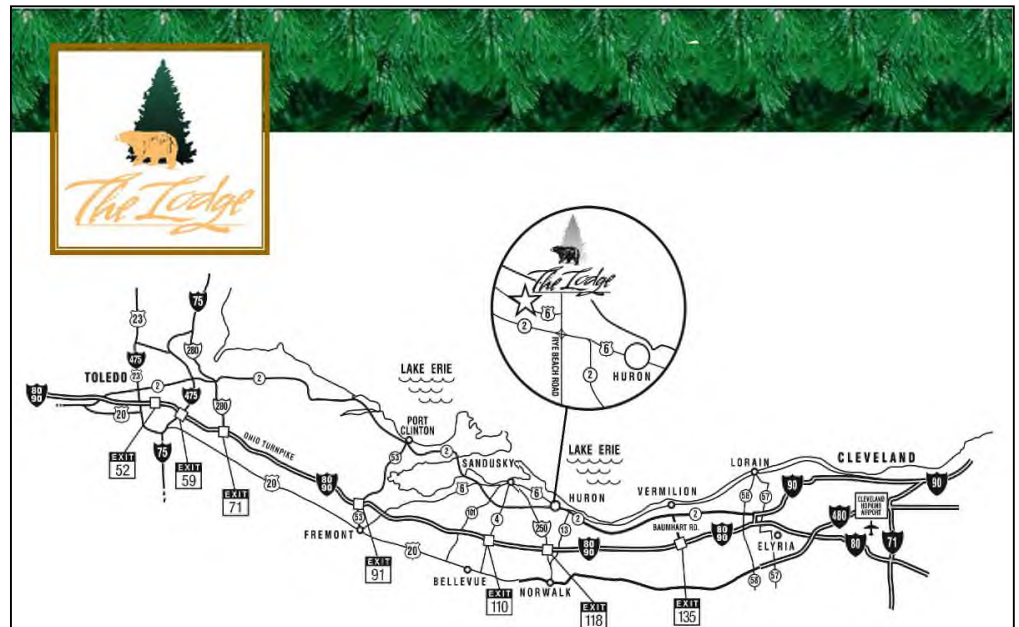 The Lodge
The Lodge
6
2
6
RYE BEACH ROAD
HURON
2
75
23
280
475
23
TOLEDO
2
475
2
80
90
20
280
EXIT
52
75
EXIT
59
EXIT
71
OHIO TURNPIKE
20
80
90
LAKE ERIE
PORT
CLINTON
53
2
SANDUSKY
6
6
LAKE ERIE
HURON
53
FREMONT
101
4
250
13
2
20
EXIT
91
BELLEVUE
EXIT
110
NORWALK
80
90
EXIT
118
VERMILION
2
BAUMHART RD.
80
90
EXIT
135
LORAIN
58
57
90
CLEVELAND
90
CLEVELAND
HOPKINS
AIRPORT
480
ELYRIA
80
71
58
57